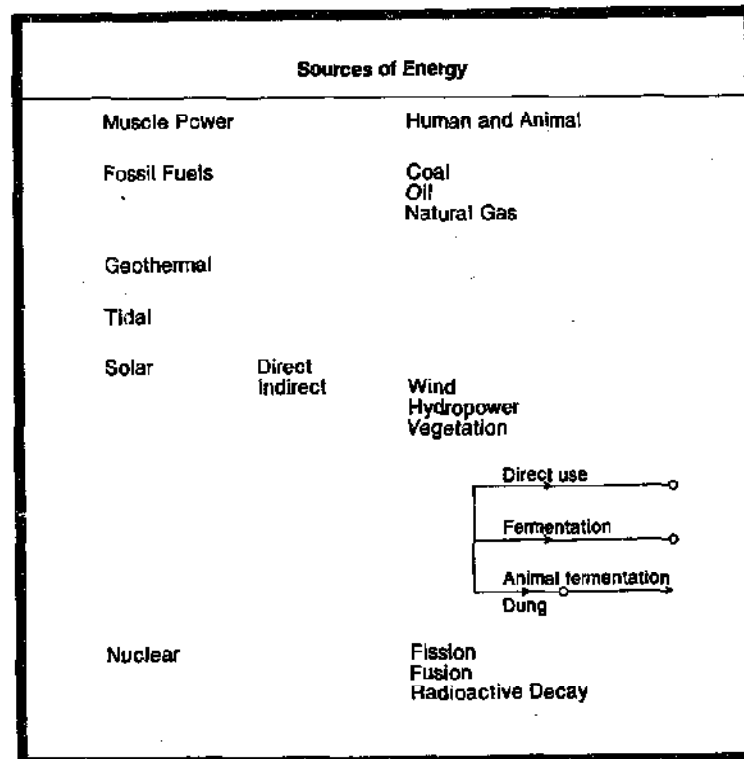 Sources of Energy
Muscle Power Human and Animal
Fossil Fuels Coal
Oil
Natural Gas
Geothermal
Tidal
Solar Direct
Indirect Wind
Hydropower
Vegetation
Direct use
Fermentation
Animal fermentation
Dung
Nuclear Fission
Fusion
Radioactive Decay